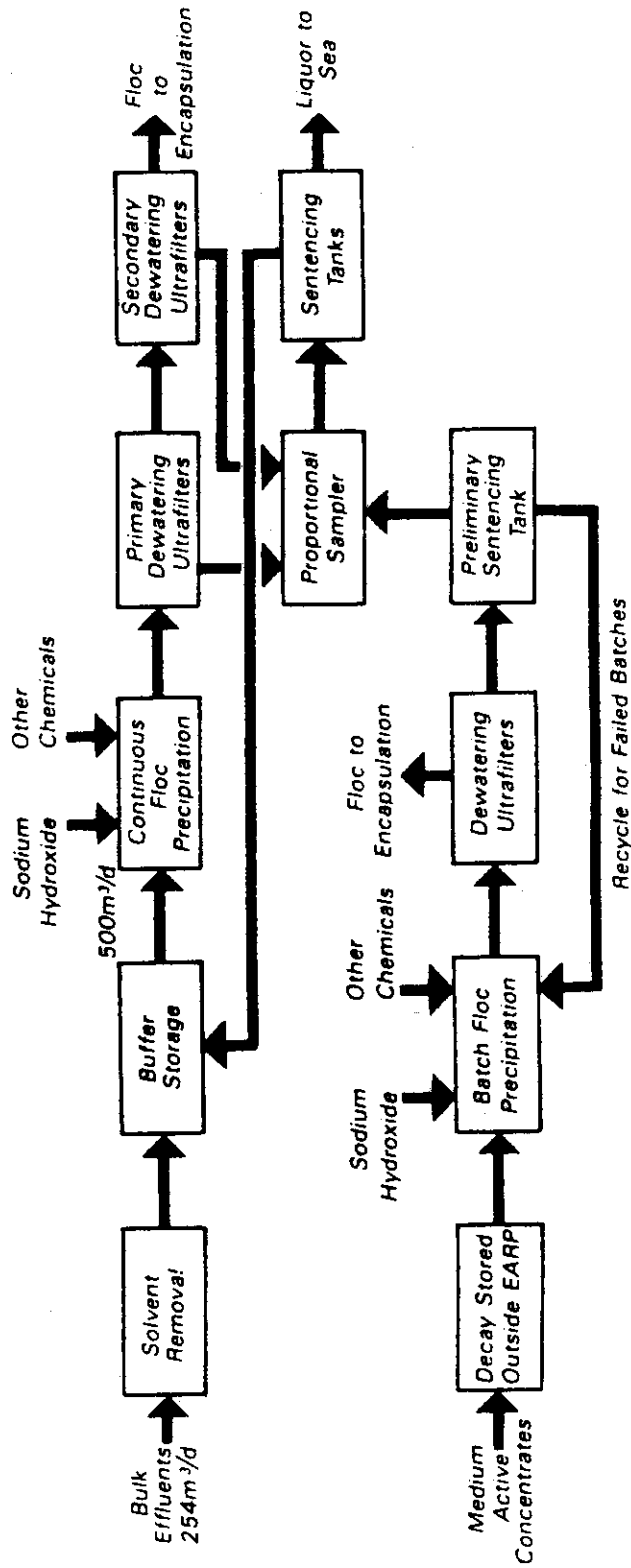 Bulk
Effluents
254m³/d
Solvent
Removal
Buffer
Storage
500m³/d
Sodium
Hydroxide
Other
Chemicals
Continuous
Floc
Precipitation
Primary
Dewatering
Ultrafilters
Secondary
Dewatering
Ultrafilters
Floc
to
Encapsulation
Proportional
Sampler
Sentencing
Tanks
Liquor to
Sea
Medium
Active
Concentrates
Decay Stored
Outside EARP
Sodium
Hydroxide
Other
Chemicals
Batch Floc
Precipitation
Floc to
Encapsulation
Dewatering
Ultrafilters
Preliminary
Sentencing
Tank
Recycle for Failed Batches